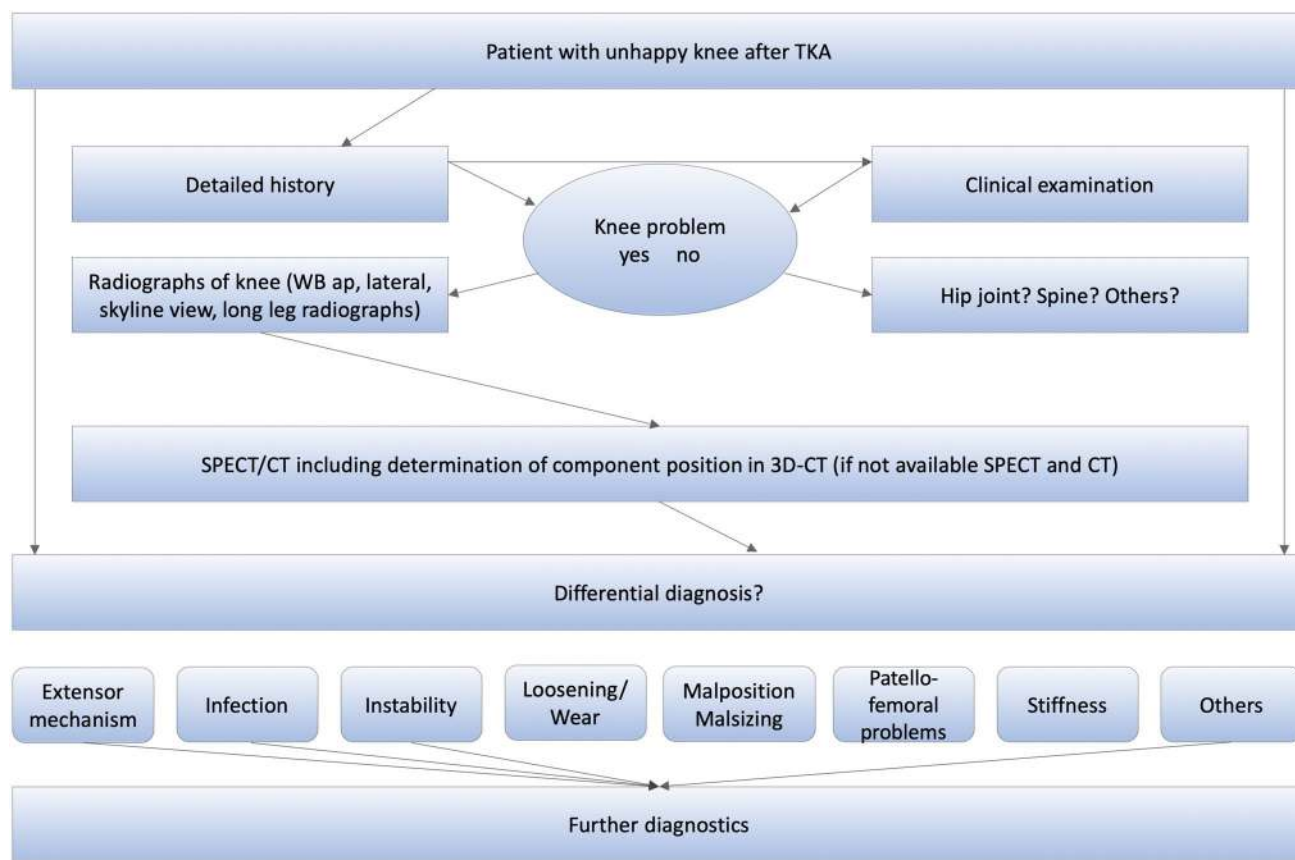 Patient with unhappy knee after TKA
Detailed history
Clinical examination
Knee problem
yes no
Radiographs of knee (WB ap, lateral,
skyline view, long leg radiographs)
Hip joint? Spine? Others?
SPECT/CT including determination of component position in 3D-CT (if not available SPECT and CT)
Differential diagnosis?
Extensor
mechanism
Infection
Instability
Loosening/
Wear
Malposition
Malsizing
Patello-
femoral
problems
Stiffness
Others
Further diagnostics